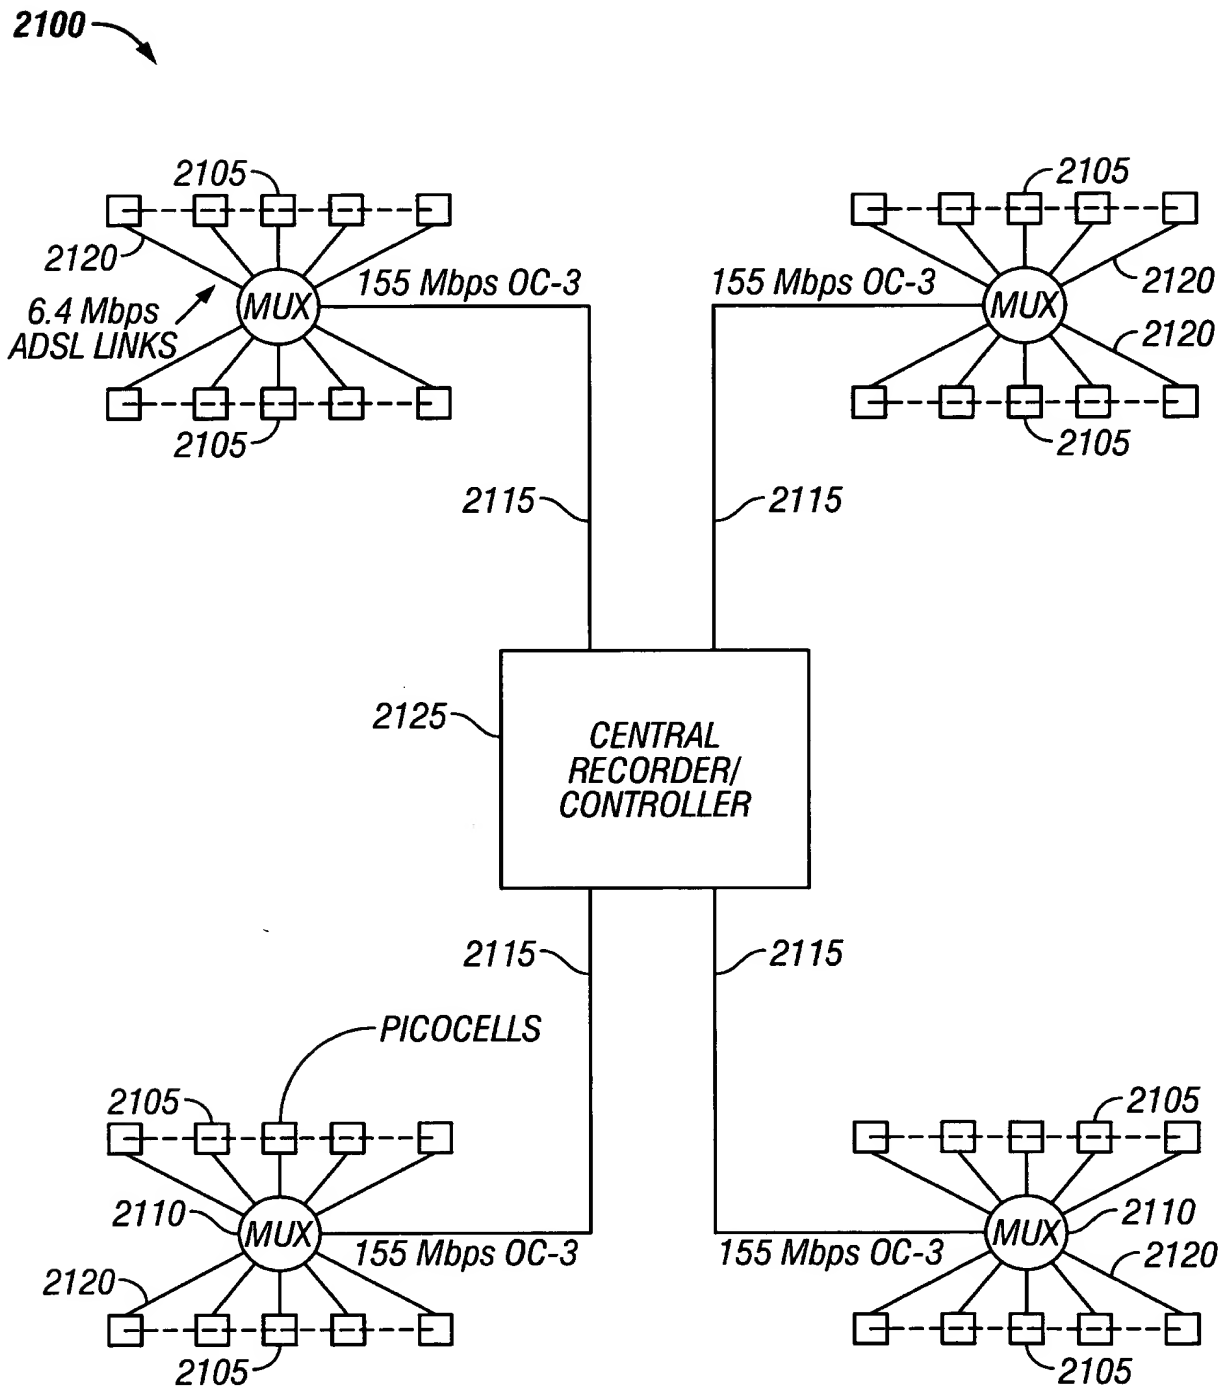 2100
2105
2105
2120
2120
155 Mbps OC-3
155 Mbps OC-3
MUX
MUX
6.4 Mbps
ADSL LINKS
2120
2105
2105
2115
2115
2125
CENTRAL
RECORDER/
CONTROLLER
2115
2115
PICOCELLS
2105
2105
2110
MUX
MUX
2110
155 Mbps OC-3
155 Mbps OC-3
2120
2120
2105
2105